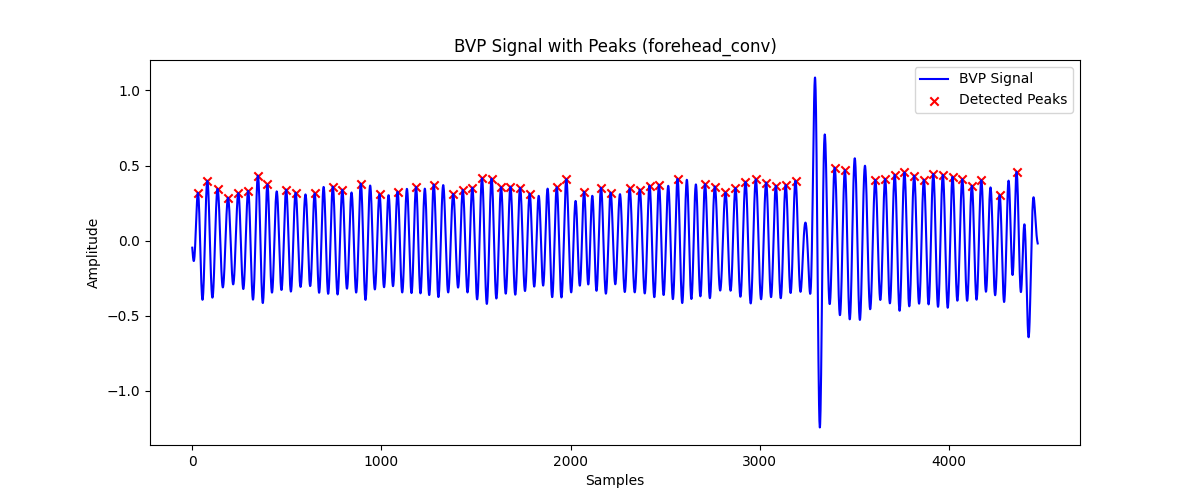 BVP Signal with Peaks (forehead_conv)
BVP Signal
Detected Peaks
1.0
0.5
0.0
−0.5
−1.0
Amplitude
0 1000 2000 3000 4000
Samples